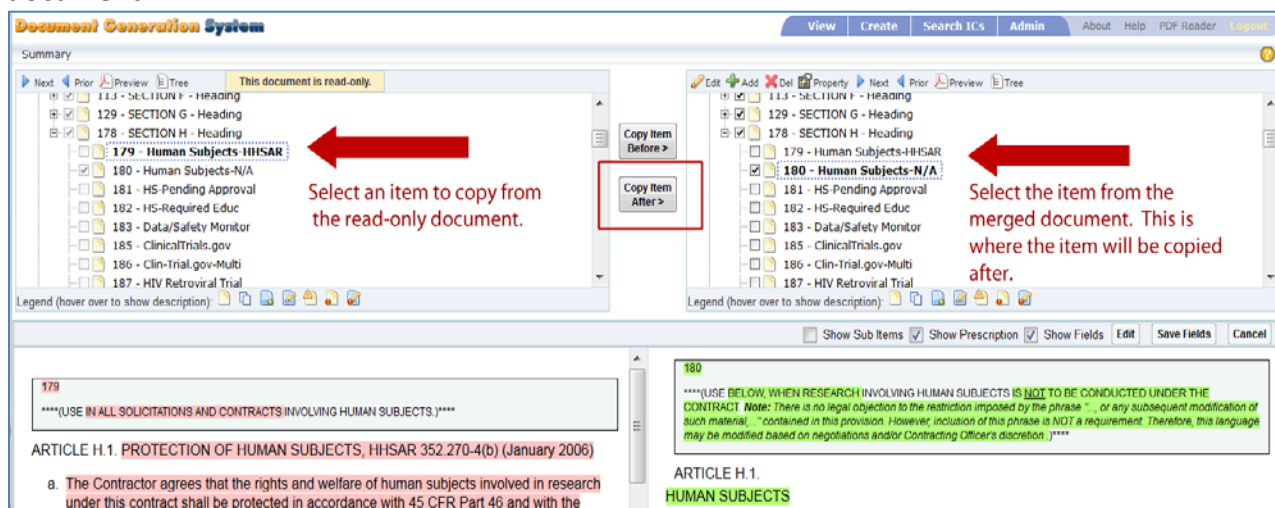 Document Generation System
View Create Search ICs Admin About Help PDF Reader Logout
Summary
Next Prior Preview Tree This document is read-only.
Edit Add Del Property Next Prior Preview Tree
113 - SECTION F - Heading
129 - SECTION G - Heading
178 - SECTION H - Heading
179 - Human Subjects-HHSAR
180 - Human Subjects-N/A
181 - HS-Pending Approval
182 - HS-Required Educ
183 - Data/Safety Monitor
185 - ClinicalTrials.gov
186 - Clin-Trial.gov-Multi
187 - HIV Retroviral Trial
Legend (hover over to show description):
Select an item to copy from
the read-only document.
Copy Item
Before >
Copy Item
After >
113 - SECTION F - Heading
129 - SECTION G - Heading
178 - SECTION H - Heading
179 - Human Subjects-HHSAR
180 - Human Subjects-N/A
181 - HS-Pending Approval
182 - HS-Required Educ
183 - Data/Safety Monitor
185 - ClinicalTrials.gov
186 - Clin-Trial.gov-Multi
187 - HIV Retroviral Trial
Legend (hover over to show description):
Select the item from the
merged document. This is
where the item will be copied
after.
Show Sub Items Show Prescription Show Fields Edit Save Fields Cancel
179
****(USE IN ALL SOLICITATIONS AND CONTRACTS INVOLVING HUMAN SUBJECTS.)****
ARTICLE H.1. PROTECTION OF HUMAN SUBJECTS, HHSAR 352.270-4(b) (January 2006)
a. The Contractor agrees that the rights and welfare of human subjects involved in research
under this contract shall be protected in accordance with 45 CFR Part 46 and with the
180
****(USE BELOW, WHEN RESEARCH INVOLVING HUMAN SUBJECTS IS NOT TO BE CONDUCTED UNDER THE
CONTRACT. Note: There is no legal objection to the restriction imposed by the phrase "..., or any subsequent modification of
such material,..." contained in this provision. However, inclusion of this phrase is NOT a requirement. Therefore, this language
may be modified based on negotiations and/or Contracting Officer's discretion.)****
ARTICLE H.1.
HUMAN SUBJECTS